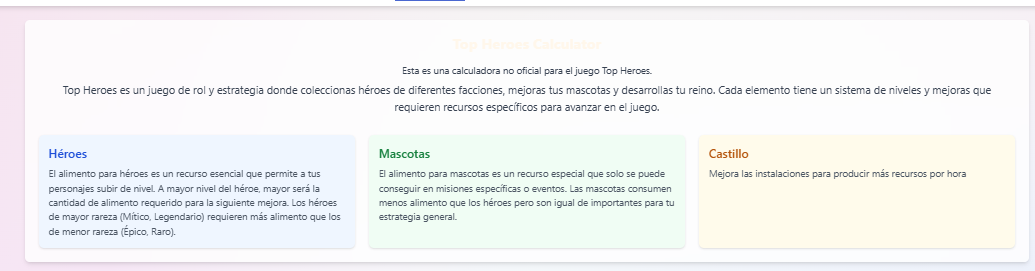 Top Heroes Calculator
Esta es una calculadora no oficial para el juego Top Heroes.
Top Heroes es un juego de rol y estrategia donde coleccionas héroes de diferentes facciones, mejoras tus mascotas y desarrollas tu reino. Cada elemento tiene un sistema de niveles y mejoras que
requieren recursos específicos para avanzar en el juego.
Héroes
El alimento para héroes es un recurso esencial que permite a tus
personajes subir de nivel. A mayor nivel del héroe, mayor será la
cantidad de alimento requerido para la siguiente mejora. Los héroes
de mayor rareza (Mítico, Legendario) requieren más alimento que los
de menor rareza (Épico, Raro).
Mascotas
El alimento para mascotas es un recurso especial que solo se puede
conseguir en misiones específicas o eventos. Las mascotas consumen
menos alimento que los héroes pero son igual de importantes para tu
estrategia general.
Castillo
Mejora las instalaciones para producir más recursos por hora